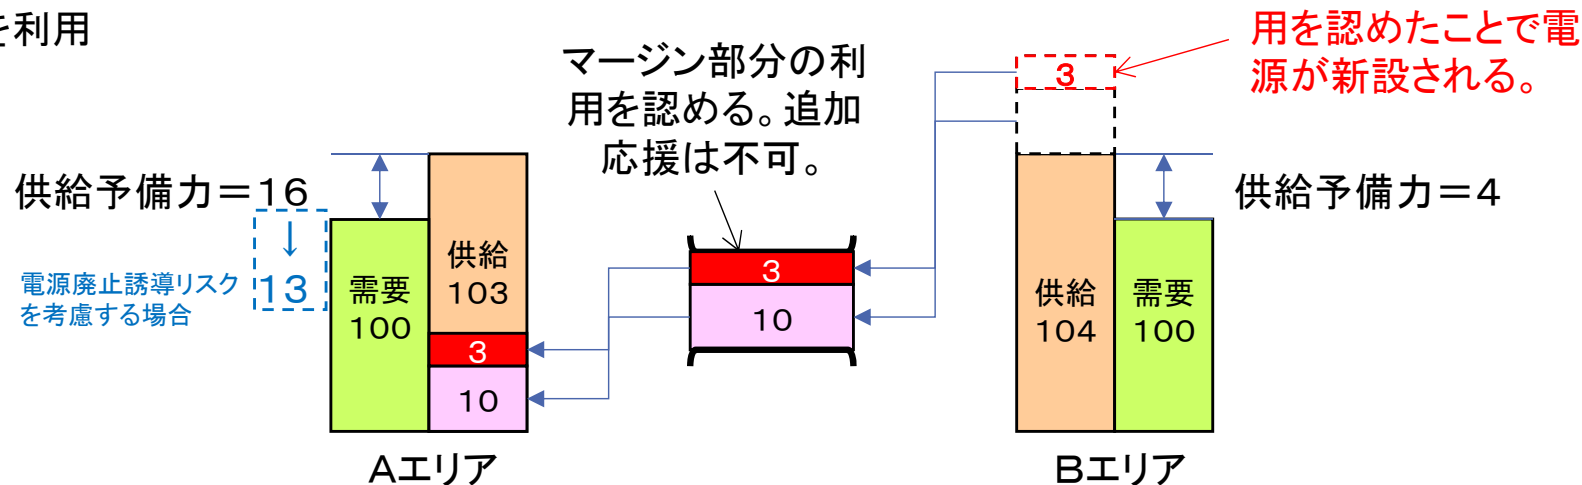 を利用
用を認めたことで電
源が新設される。
マージン部分の利
用を認める。追加
応援は不可。
3
供給予備力＝16
↓
13
電源廃止誘導リスク
を考慮する場合
需要
100
供給
103
3
10
3
10
供給
104
需要
100
供給予備力＝4
Aエリア
Bエリア